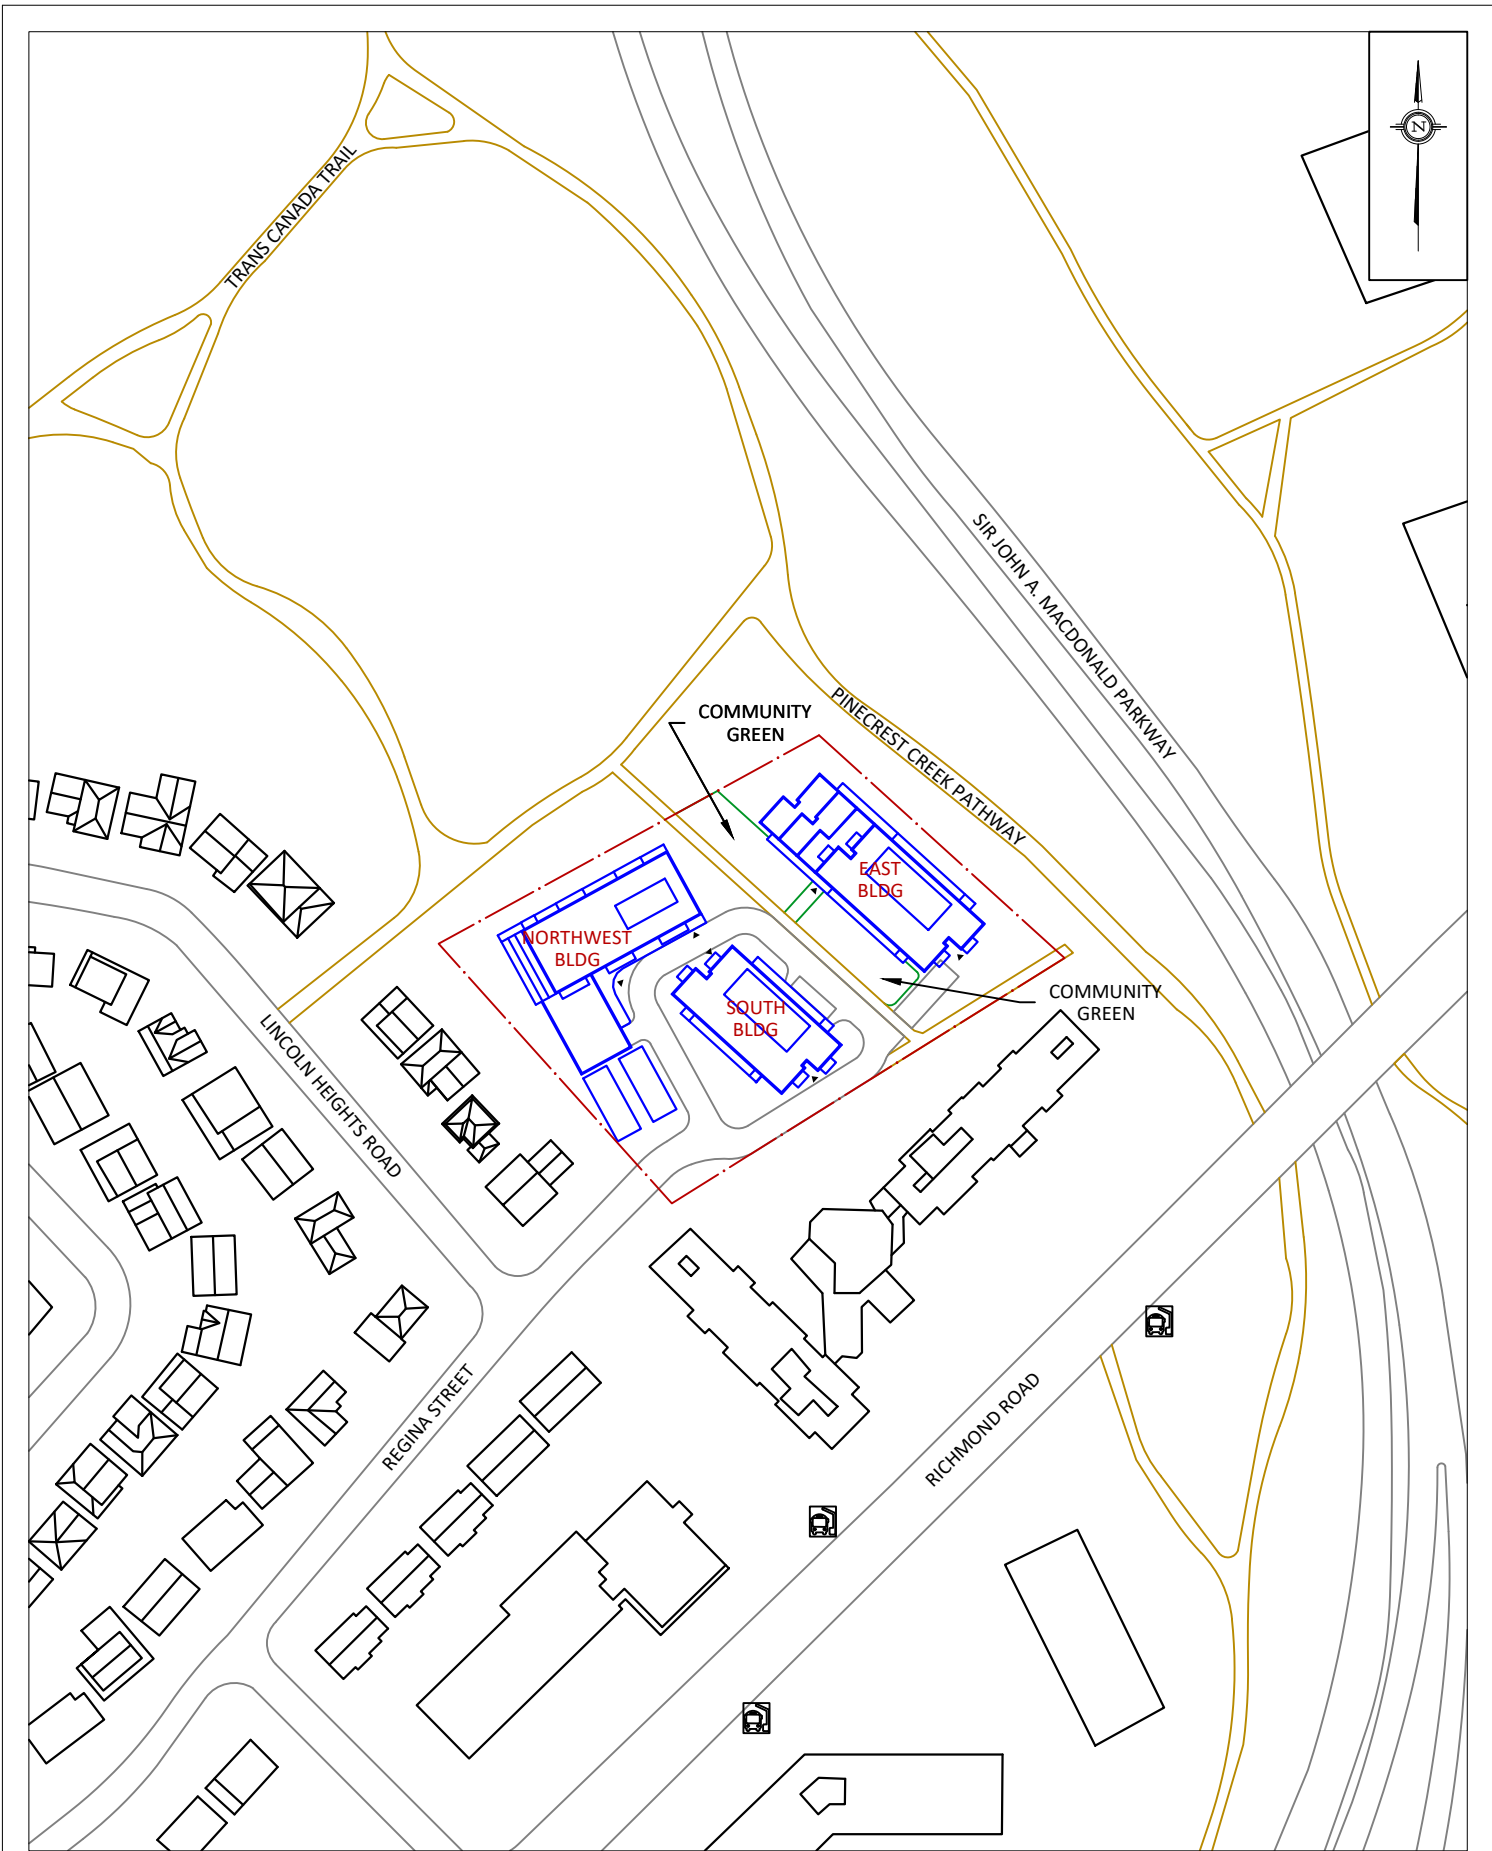 N
TRANS CANADA TRAIL
SIR JOHN A. MACDONALD PARKWAY
PINECREST CREEK PATHWAY
COMMUNITY
GREEN
EAST
BLDG
NORTHWEST
BLDG
SOUTH
BLDG
COMMUNITY
GREEN
LINCOLN HEIGHTS ROAD
REGINA STREET
RICHMOND ROAD